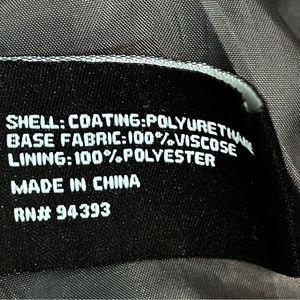 SHELL: COATING:POLYURETHANE
BASE FABRIC:100% VISCOSE
LINING:100% POLYESTER
MADE IN CHINA
RN# 94393